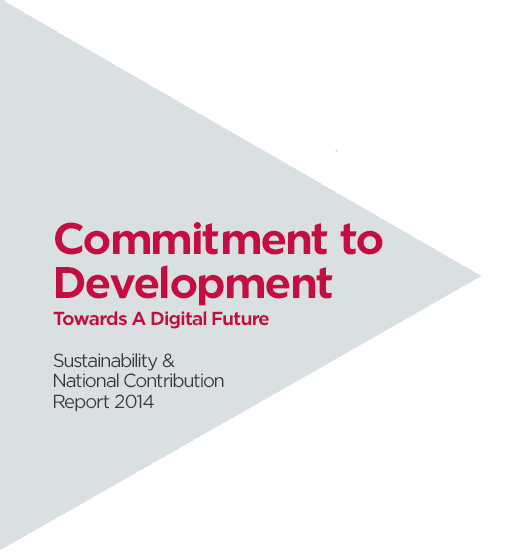 Commitment to
Development
Towards A Digital Future
Sustainability &
National Contribution
Report 2014